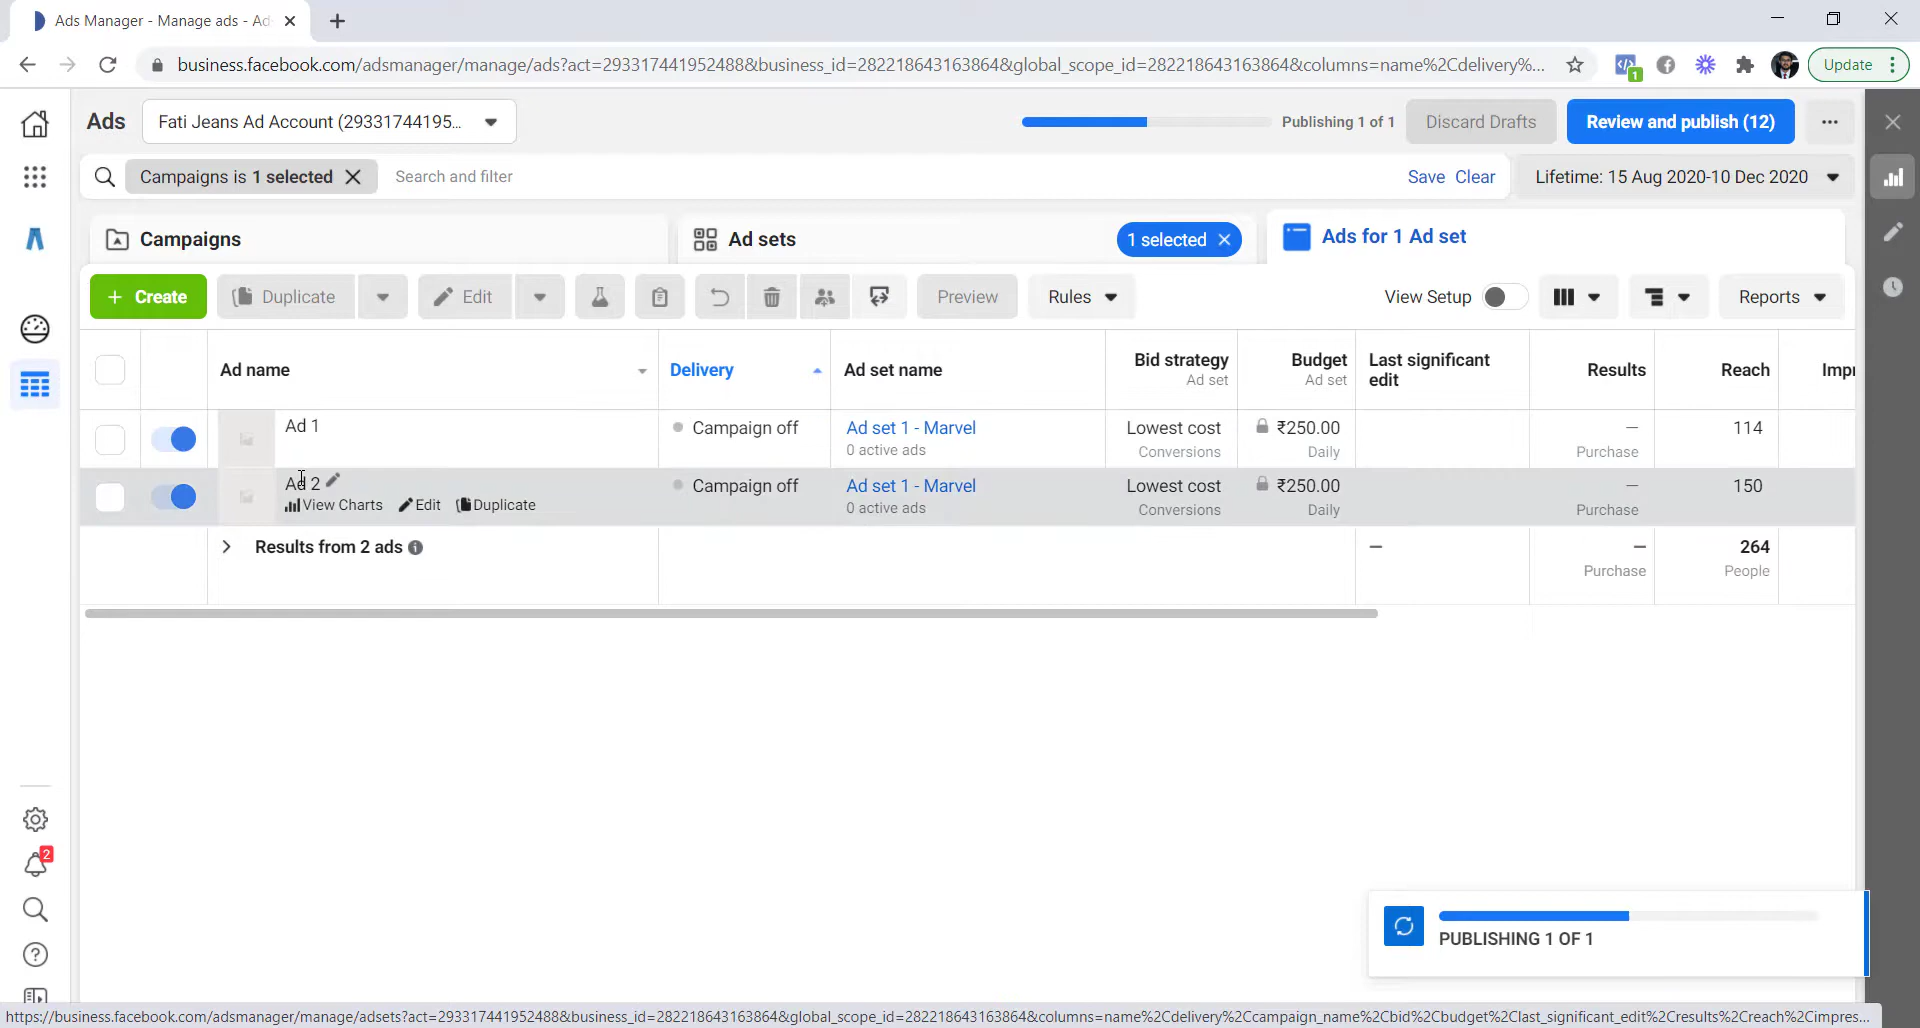 Ads Manager - Manage ads - Ad
business.facebook.com/adsmanager/manage/ads?act=293317441952488&business_id=282218643163864&global_scope_id=282218643163864&columns=name%2Cdelivery%...
1
Update
Ads
Fati Jeans Ad Account (29331744195...
Publishing 1 of 1
Discard Drafts
Review and publish (12)
Campaigns is 1 selected
Search and filter
Save
Clear
Lifetime: 15 Aug 2020-10 Dec 2020
Campaigns
Ad sets
1 selected
Ads for 1 Ad set
+ Create
Duplicate
Edit
Preview
Rules
View Setup
Reports
Ad name
Delivery
Ad set name
Bid strategy
Ad set
Budget
Ad set
Last significant
edit
Results
Reach
Impr
Ad 1
Campaign off
Ad set 1 - Marvel
0 active ads
Lowest cost
Conversions
₹250.00
Daily
—
Purchase
114
Ad 2
View Charts
Edit
Duplicate
Campaign off
Ad set 1 - Marvel
0 active ads
Lowest cost
Conversions
₹250.00
Daily
—
Purchase
150
Results from 2 ads
—
—
Purchase
264
People
2
PUBLISHING 1 OF 1
https://business.facebook.com/adsmanager/manage/adsets?act=293317441952488&business_id=282218643163864&global_scope_id=282218643163864&columns=name%2Cdelivery%2Ccampaign_name%2Cbid%2Cbudget%2Clast_significant_edit%2Cresults%2Creach%2Cimpres...